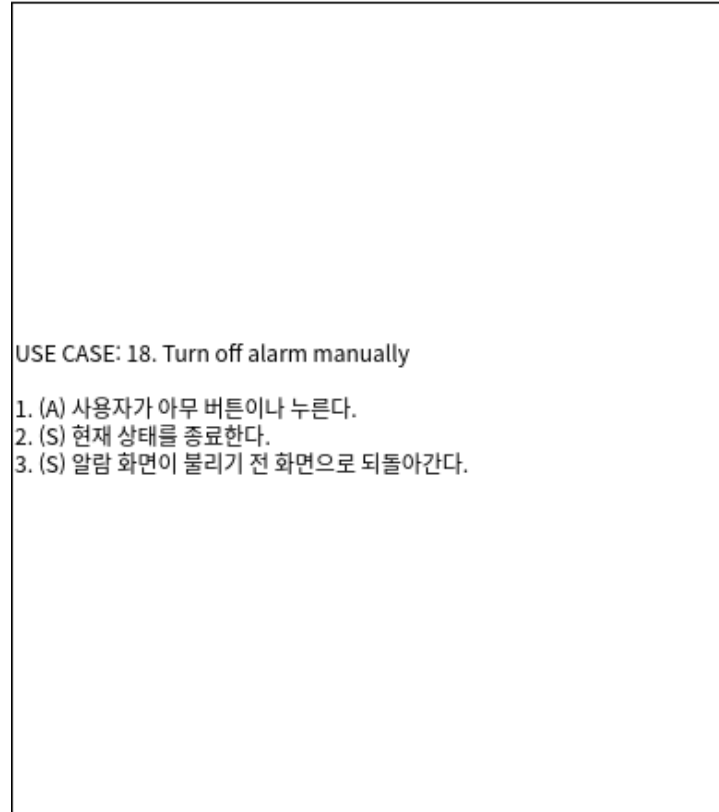 USE CASE: 18. Turn off alarm manually
1. (A) 사용자가 아무 버튼이나 누른다.
2. (S) 현재 상태를 종료한다.
3. (S) 알람 화면이 불리기 전 화면으로 되돌아간다.